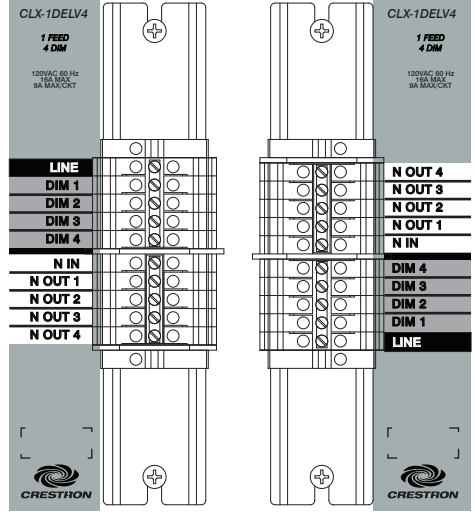 CLX-1DELV4
1 FEED
4 DIM
120VAC 60 Hz
16A MAX
9A MAX/CKT
LINE
DIM 1
DIM 2
DIM 3
DIM 4
N IN
N OUT 1
N OUT 2
N OUT 3
N OUT 4
CRESTRON
CLX-1DELV4
1 FEED
4 DIM
120VAC 60 Hz
16A MAX
9A MAX/CKT
N OUT 4
N OUT 3
N OUT 2
N OUT 1
N IN
DIM 4
DIM 3
DIM 2
DIM 1
LINE
CRESTRON